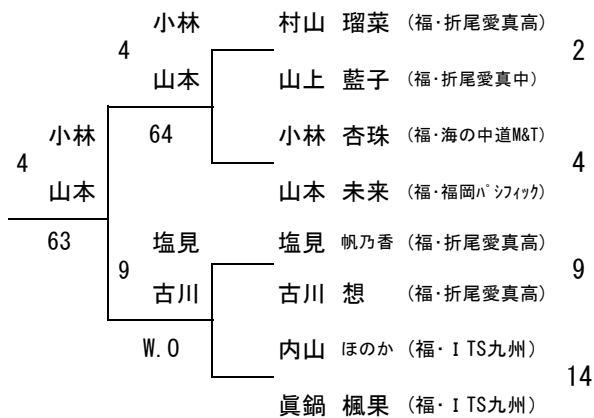 小林 村山 瑠菜 (福・折尾愛真高)
4 2
山本 山上 藍子 (福・折尾愛真中)
小林 64 小林 杏珠 (福・海の中道M&T)
4 4
山本 山本 未来 (福・福岡パシフィック)
63 塩見 塩見 帆乃香 (福・折尾愛真高)
9 9
古川 古川 想 (福・折尾愛真高)
W.O 内山 ほのか (福・ITS九州)
14
眞鍋 楓果 (福・ITS九州)